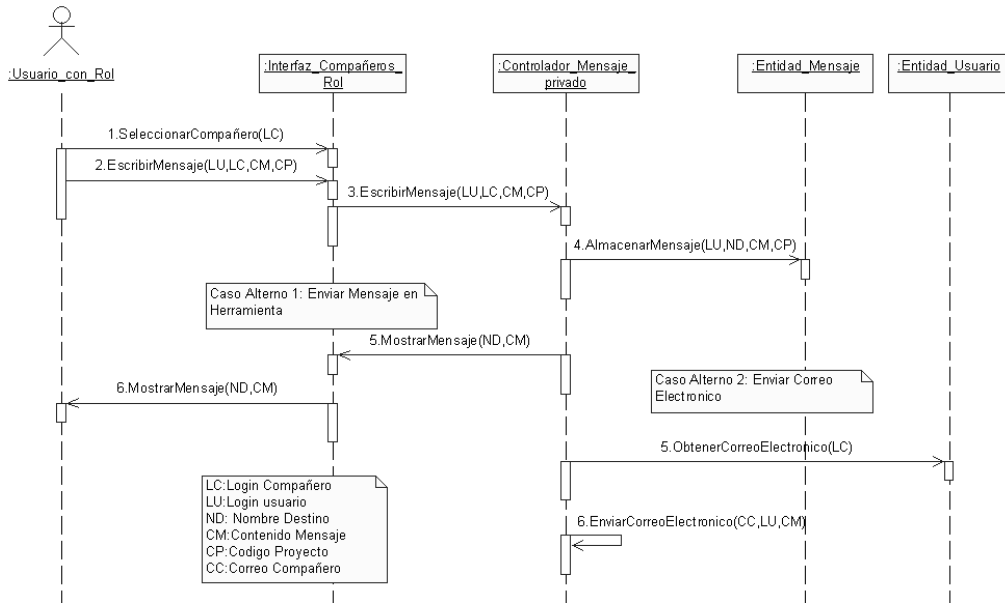 :Usuario_con_Rol
:Interfaz_Compañeros_
Rol
:Controlador_Mensaje_
privado
:Entidad_Mensaje
:Entidad_Usuario
1.SeleccionarCompañero(LC)
2.EscribirMensaje(LU,LC,CM,CP)
3.EscribirMensaje(LU,LC,CM,CP)
4.AlmacenarMensaje(LU,ND,CM,CP)
Caso Alterno 1: Enviar Mensaje en
Herramienta
5.MostrarMensaje(ND,CM)
6.MostrarMensaje(ND,CM)
Caso Alterno 2: Enviar Correo
Electronico
5.ObtenerCorreoElectronico(LC)
LC:Login Compañero
LU:Login usuario
ND: Nombre Destino
CM:Contenido Mensaje
CP:Codigo Proyecto
CC:Correo Compañero
6.EnviarCorreoElectronico(CC,LU,CM)